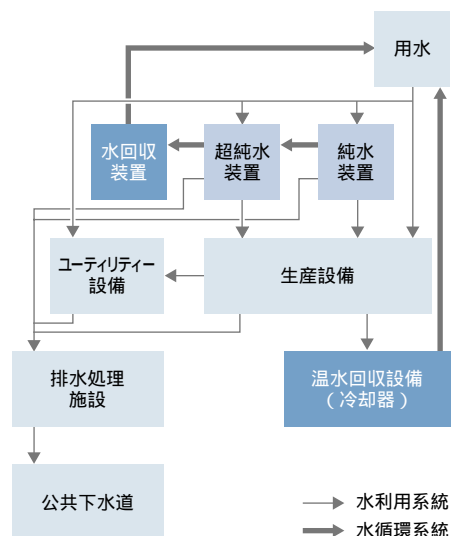 用水
水回収
装置
超純水
装置
純水
装置
ユーティリティー
設備
生産設備
排水処理
施設
温水回収設備
（冷却器）
公共下水道
水利用系統
水循環系統